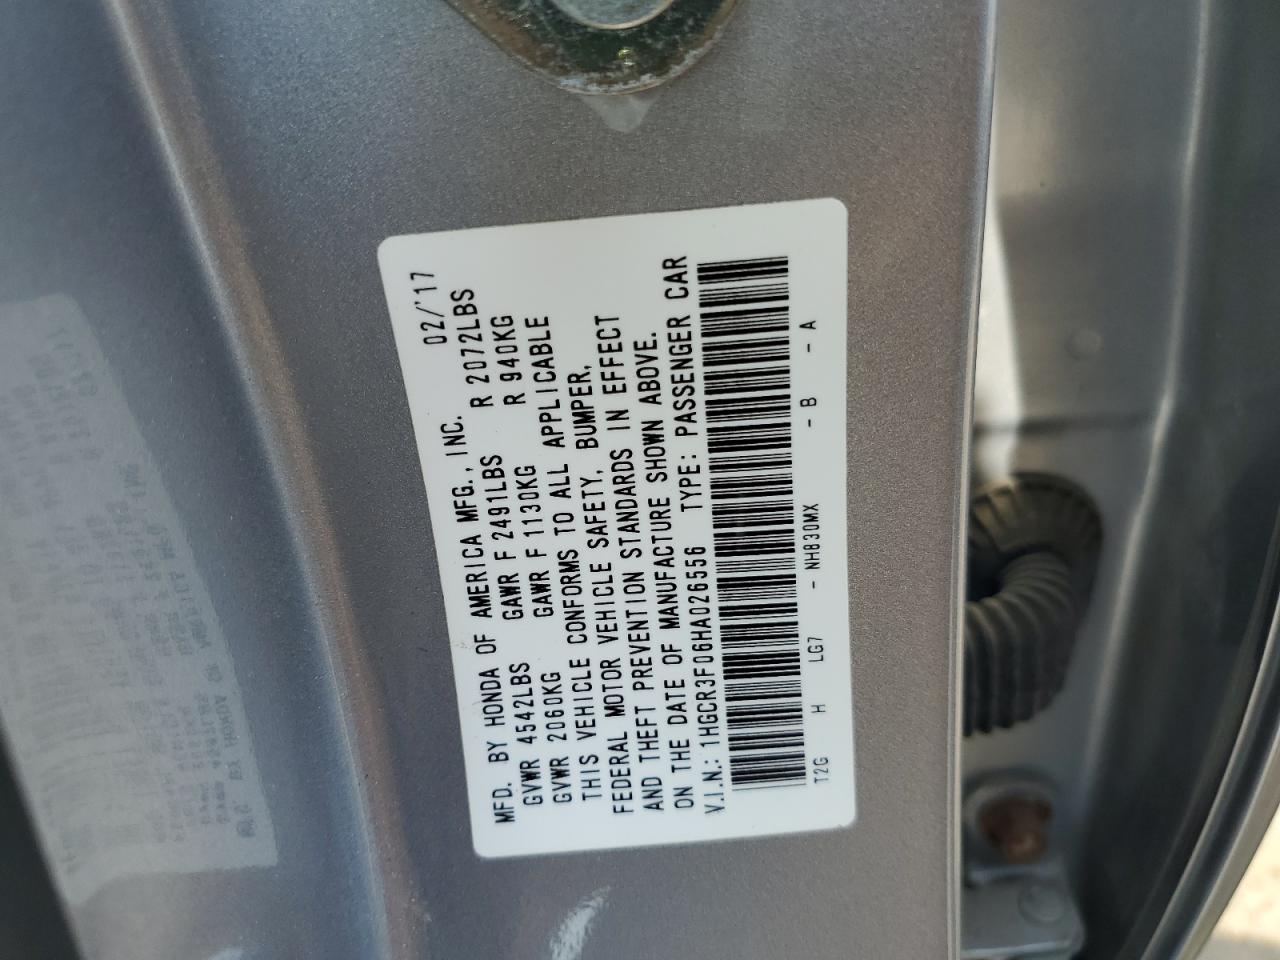 MFD. BY HONDA OF AMERICA MFG., INC. 02/'17
GVWR 4542LBS GAWR F 2491LBS R 2072LBS
GVWR 2060KG GAWR F 1130KG R 940KG
THIS VEHICLE CONFORMS TO ALL APPLICABLE
FEDERAL MOTOR VEHICLE SAFETY, BUMPER,
AND THEFT PREVENTION STANDARDS IN EFFECT
ON THE DATE OF MANUFACTURE SHOWN ABOVE.
V.I.N.: 1HGCR3F06HA026556 TYPE: PASSENGER CAR
T2G H LG7 - NH830MX - B - A